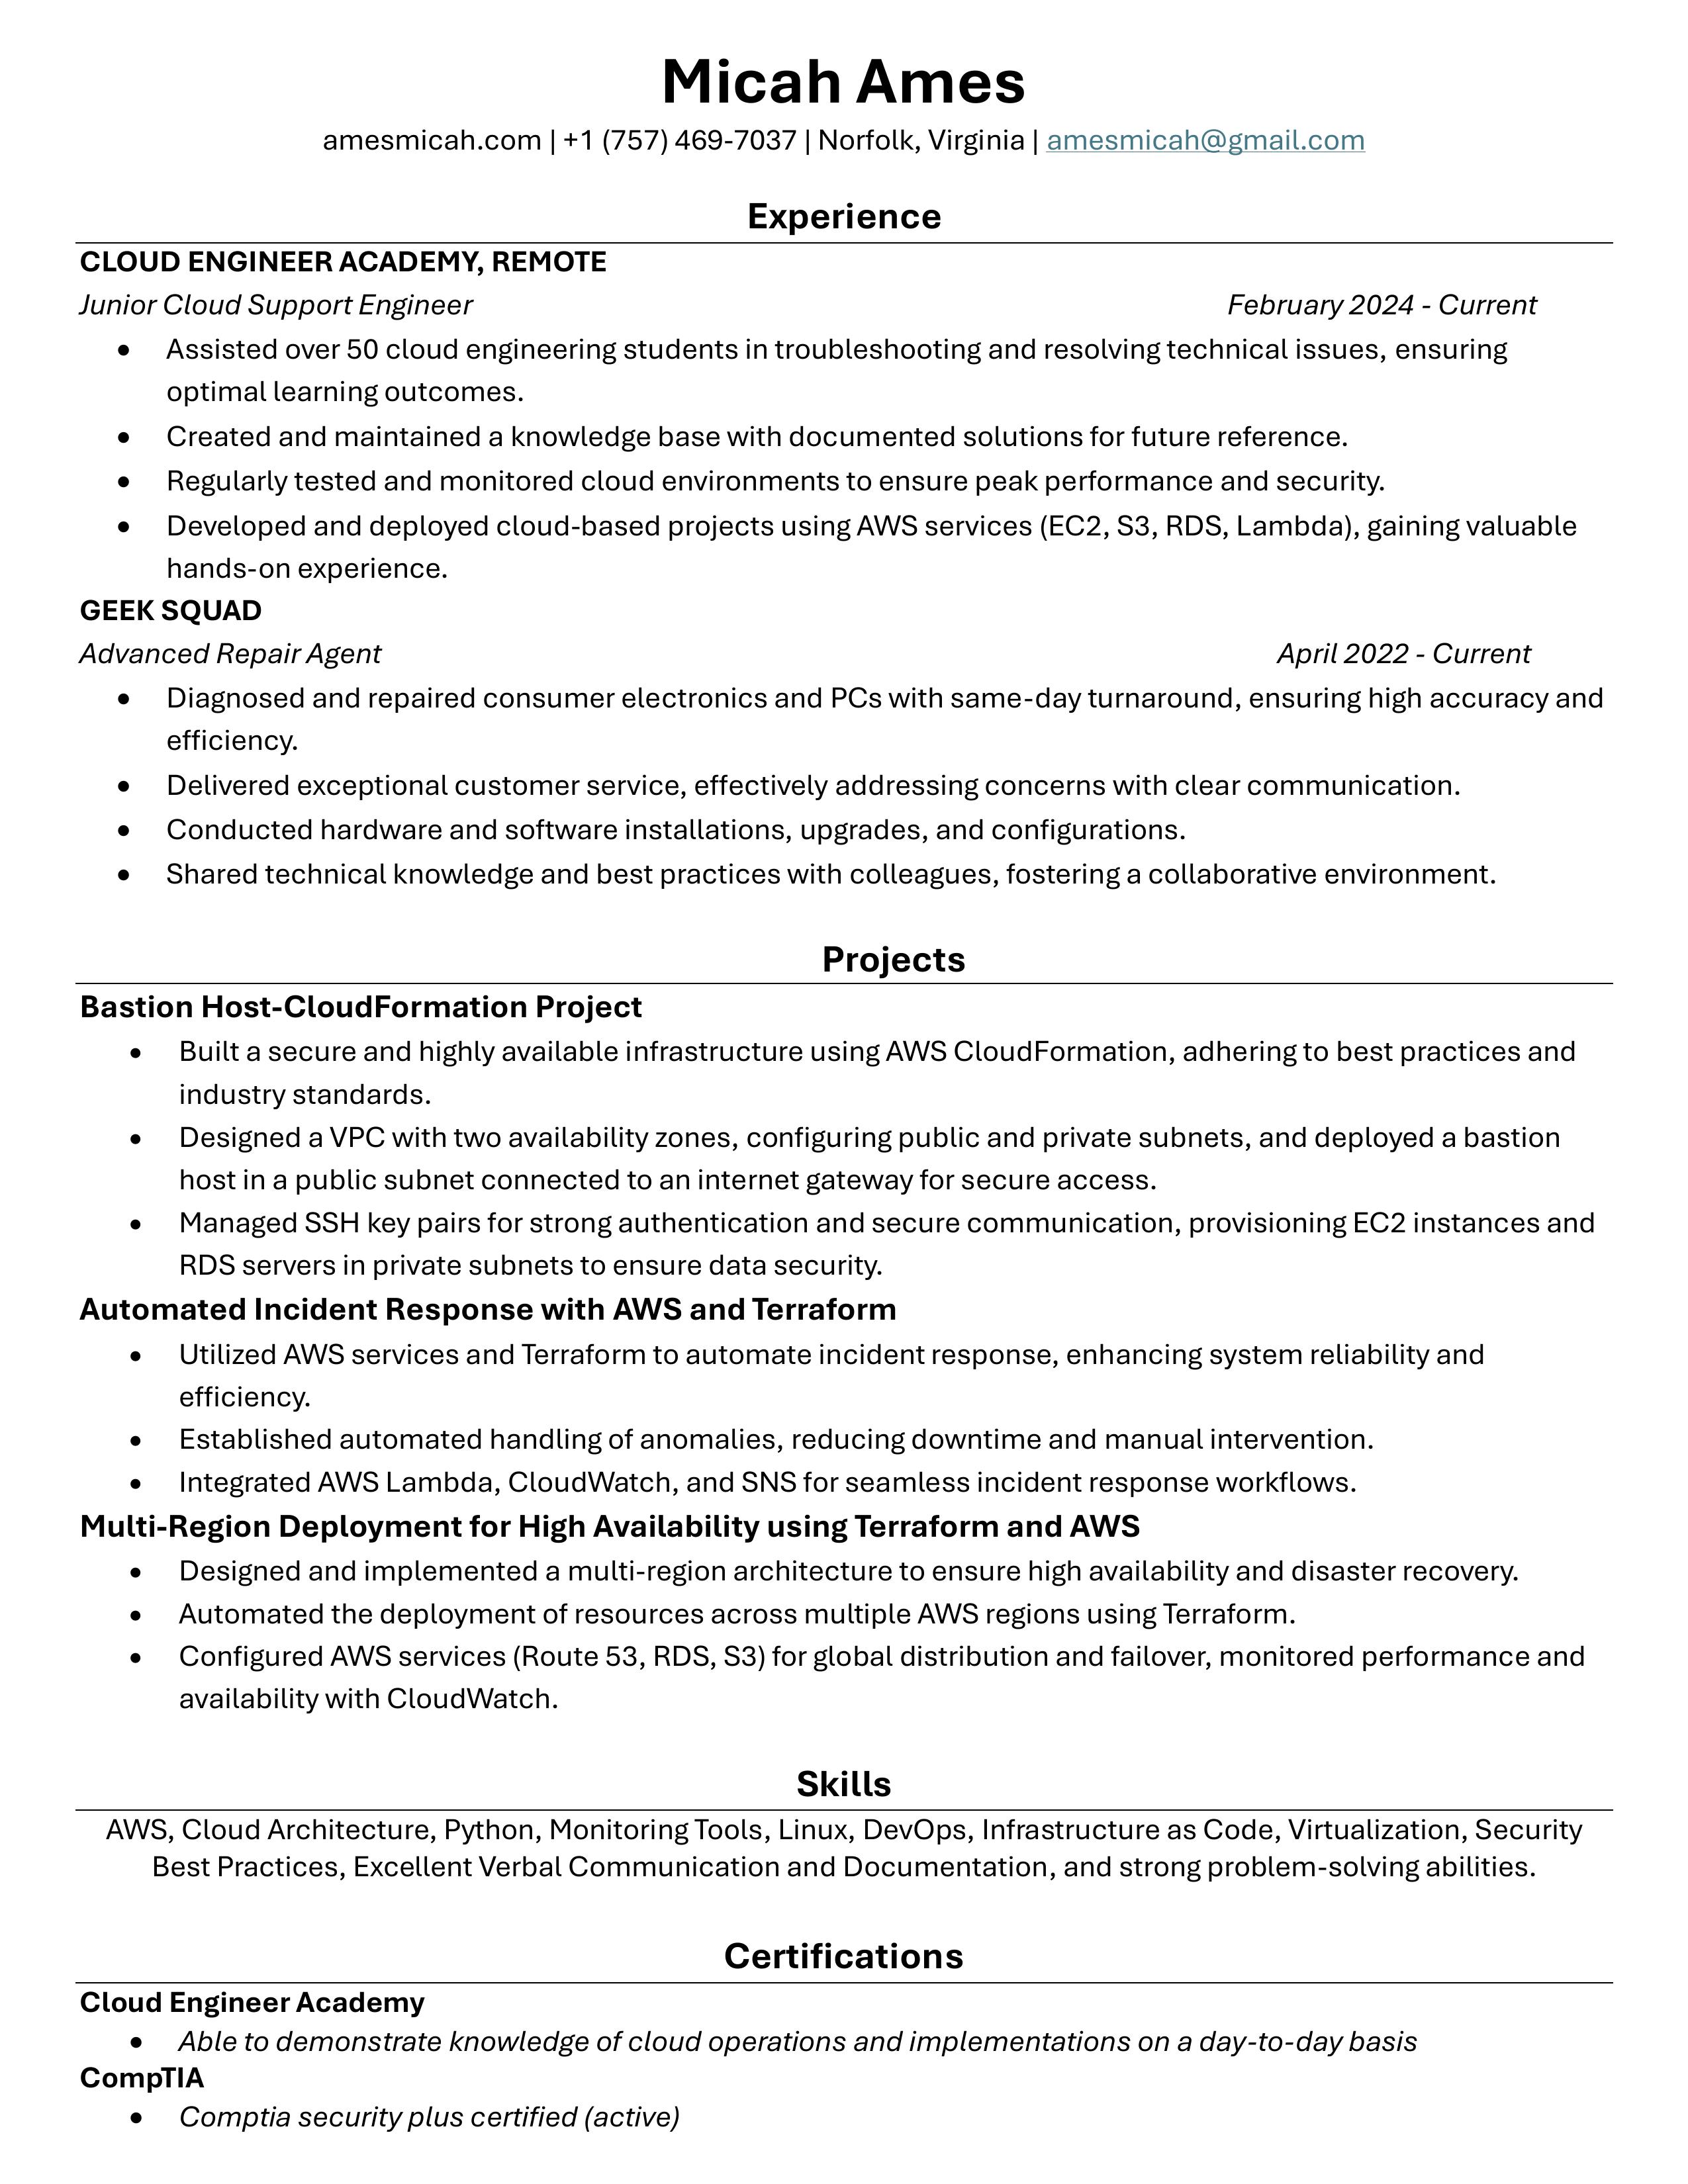 Micah Ames
amesmicah.com | +1 (757) 469-7037 | Norfolk, Virginia | amesmicah@gmail.com
Experience
CLOUD ENGINEER ACADEMY, REMOTE
Junior Cloud Support Engineer February 2024 - Current
• Assisted over 50 cloud engineering students in troubleshooting and resolving technical issues, ensuring
optimal learning outcomes.
• Created and maintained a knowledge base with documented solutions for future reference.
• Regularly tested and monitored cloud environments to ensure peak performance and security.
• Developed and deployed cloud-based projects using AWS services (EC2, S3, RDS, Lambda), gaining valuable
hands-on experience.
GEEK SQUAD
Advanced Repair Agent April 2022 - Current
• Diagnosed and repaired consumer electronics and PCs with same-day turnaround, ensuring high accuracy and
efficiency.
• Delivered exceptional customer service, effectively addressing concerns with clear communication.
• Conducted hardware and software installations, upgrades, and configurations.
• Shared technical knowledge and best practices with colleagues, fostering a collaborative environment.
Projects
Bastion Host-CloudFormation Project
• Built a secure and highly available infrastructure using AWS CloudFormation, adhering to best practices and
industry standards.
• Designed a VPC with two availability zones, configuring public and private subnets, and deployed a bastion
host in a public subnet connected to an internet gateway for secure access.
• Managed SSH key pairs for strong authentication and secure communication, provisioning EC2 instances and
RDS servers in private subnets to ensure data security.
Automated Incident Response with AWS and Terraform
• Utilized AWS services and Terraform to automate incident response, enhancing system reliability and
efficiency.
• Established automated handling of anomalies, reducing downtime and manual intervention.
• Integrated AWS Lambda, CloudWatch, and SNS for seamless incident response workflows.
Multi-Region Deployment for High Availability using Terraform and AWS
• Designed and implemented a multi-region architecture to ensure high availability and disaster recovery.
• Automated the deployment of resources across multiple AWS regions using Terraform.
• Configured AWS services (Route 53, RDS, S3) for global distribution and failover, monitored performance and
availability with CloudWatch.
Skills
AWS, Cloud Architecture, Python, Monitoring Tools, Linux, DevOps, Infrastructure as Code, Virtualization, Security
Best Practices, Excellent Verbal Communication and Documentation, and strong problem-solving abilities.
Certifications
Cloud Engineer Academy
• Able to demonstrate knowledge of cloud operations and implementations on a day-to-day basis
CompTIA
• Comptia security plus certified (active)